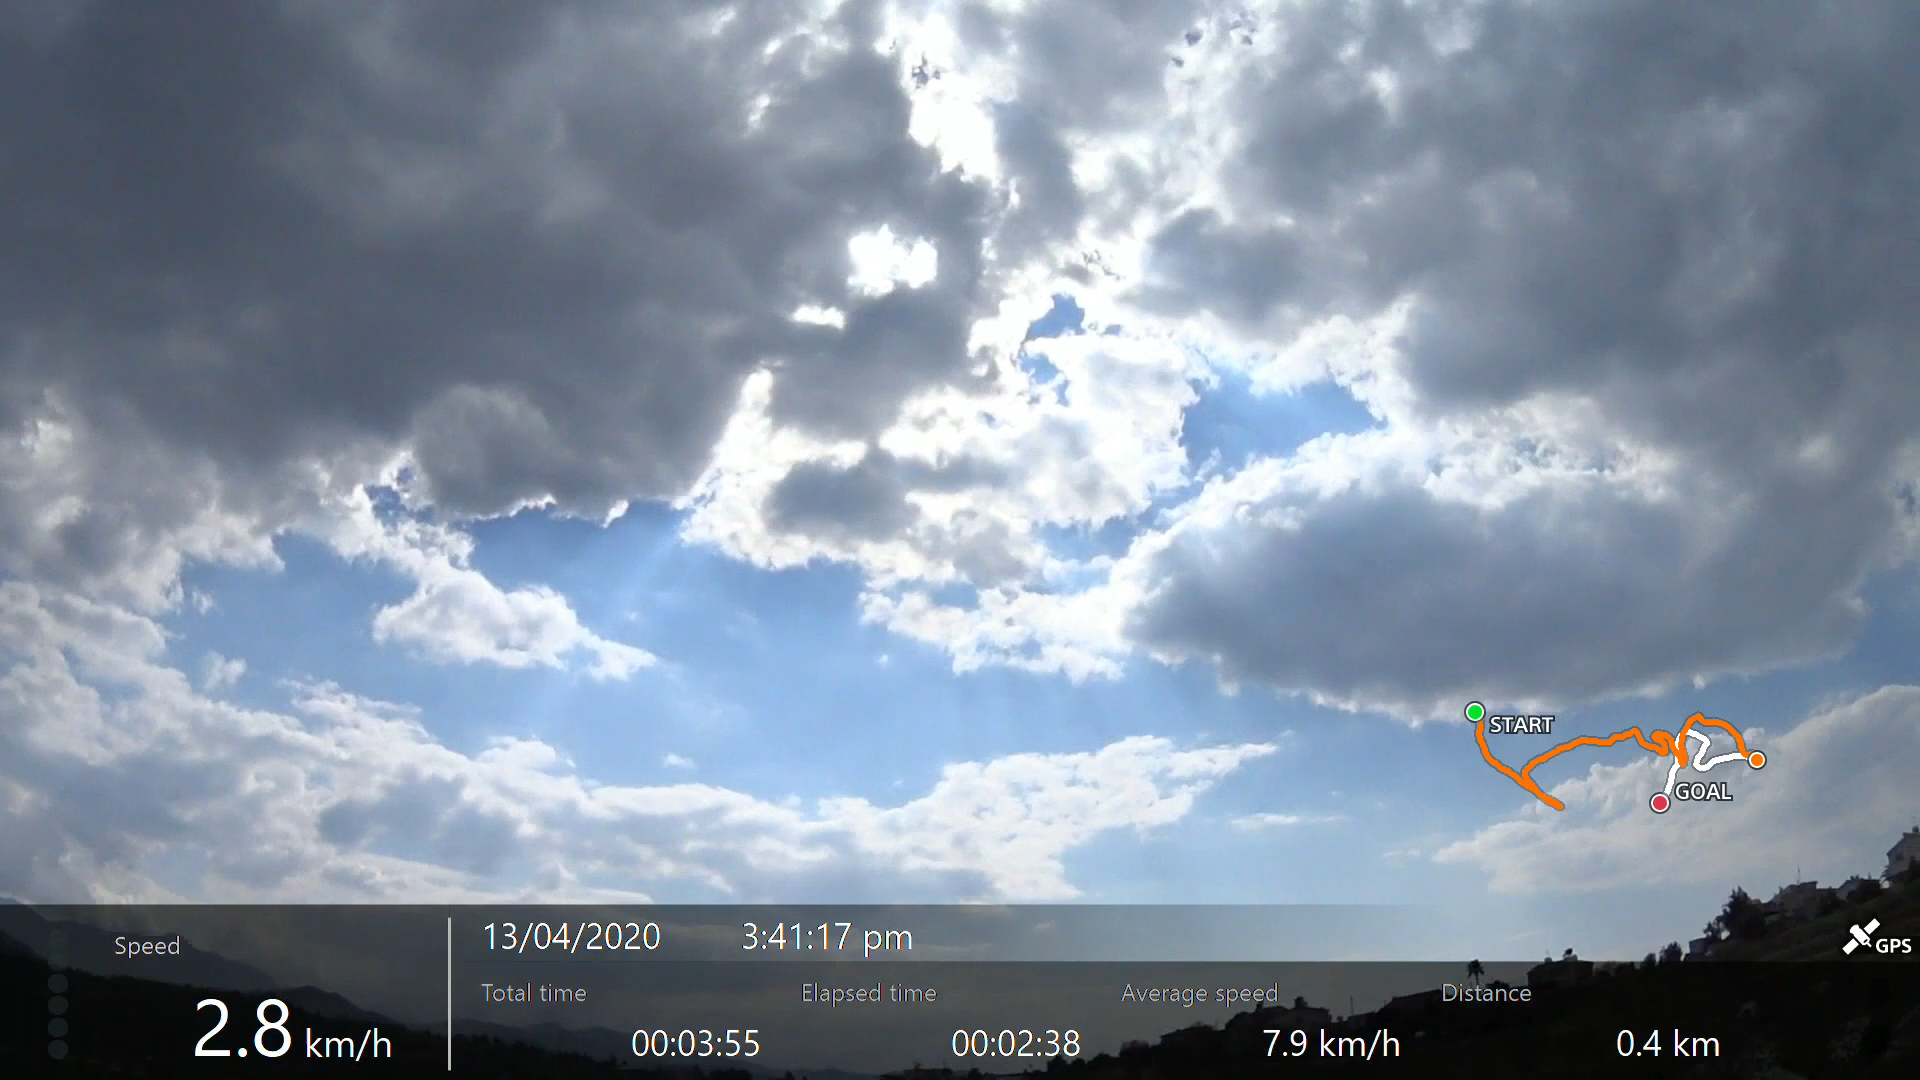 START
GOAL
13/04/2020 3:41:17 pm
GPS
Speed
2.8 km/h
Total time Elapsed time Average speed Distance
00:03:55 00:02:38 7.9 km/h 0.4 km